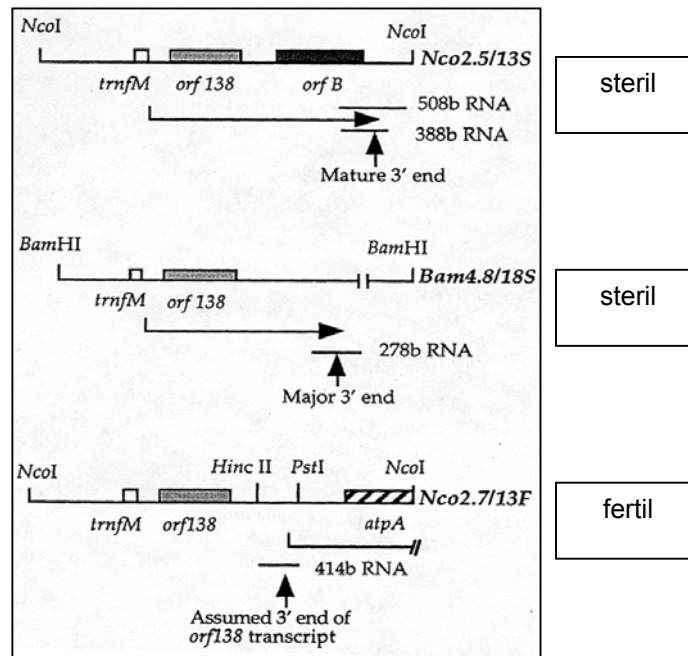 NcoI NcoI
Nco2.5/13S
trnfM orf 138 orf B
508b RNA
388b RNA
Mature 3' end
steril
BamHI BamHI
Bam4.8/18S
trnfM orf 138
278b RNA
Major 3' end
steril
NcoI Hinc II PstI NcoI
Nco2.7/13F
trnfM orf138 atpA
414b RNA
Assumed 3' end of
orf138 transcript
fertil